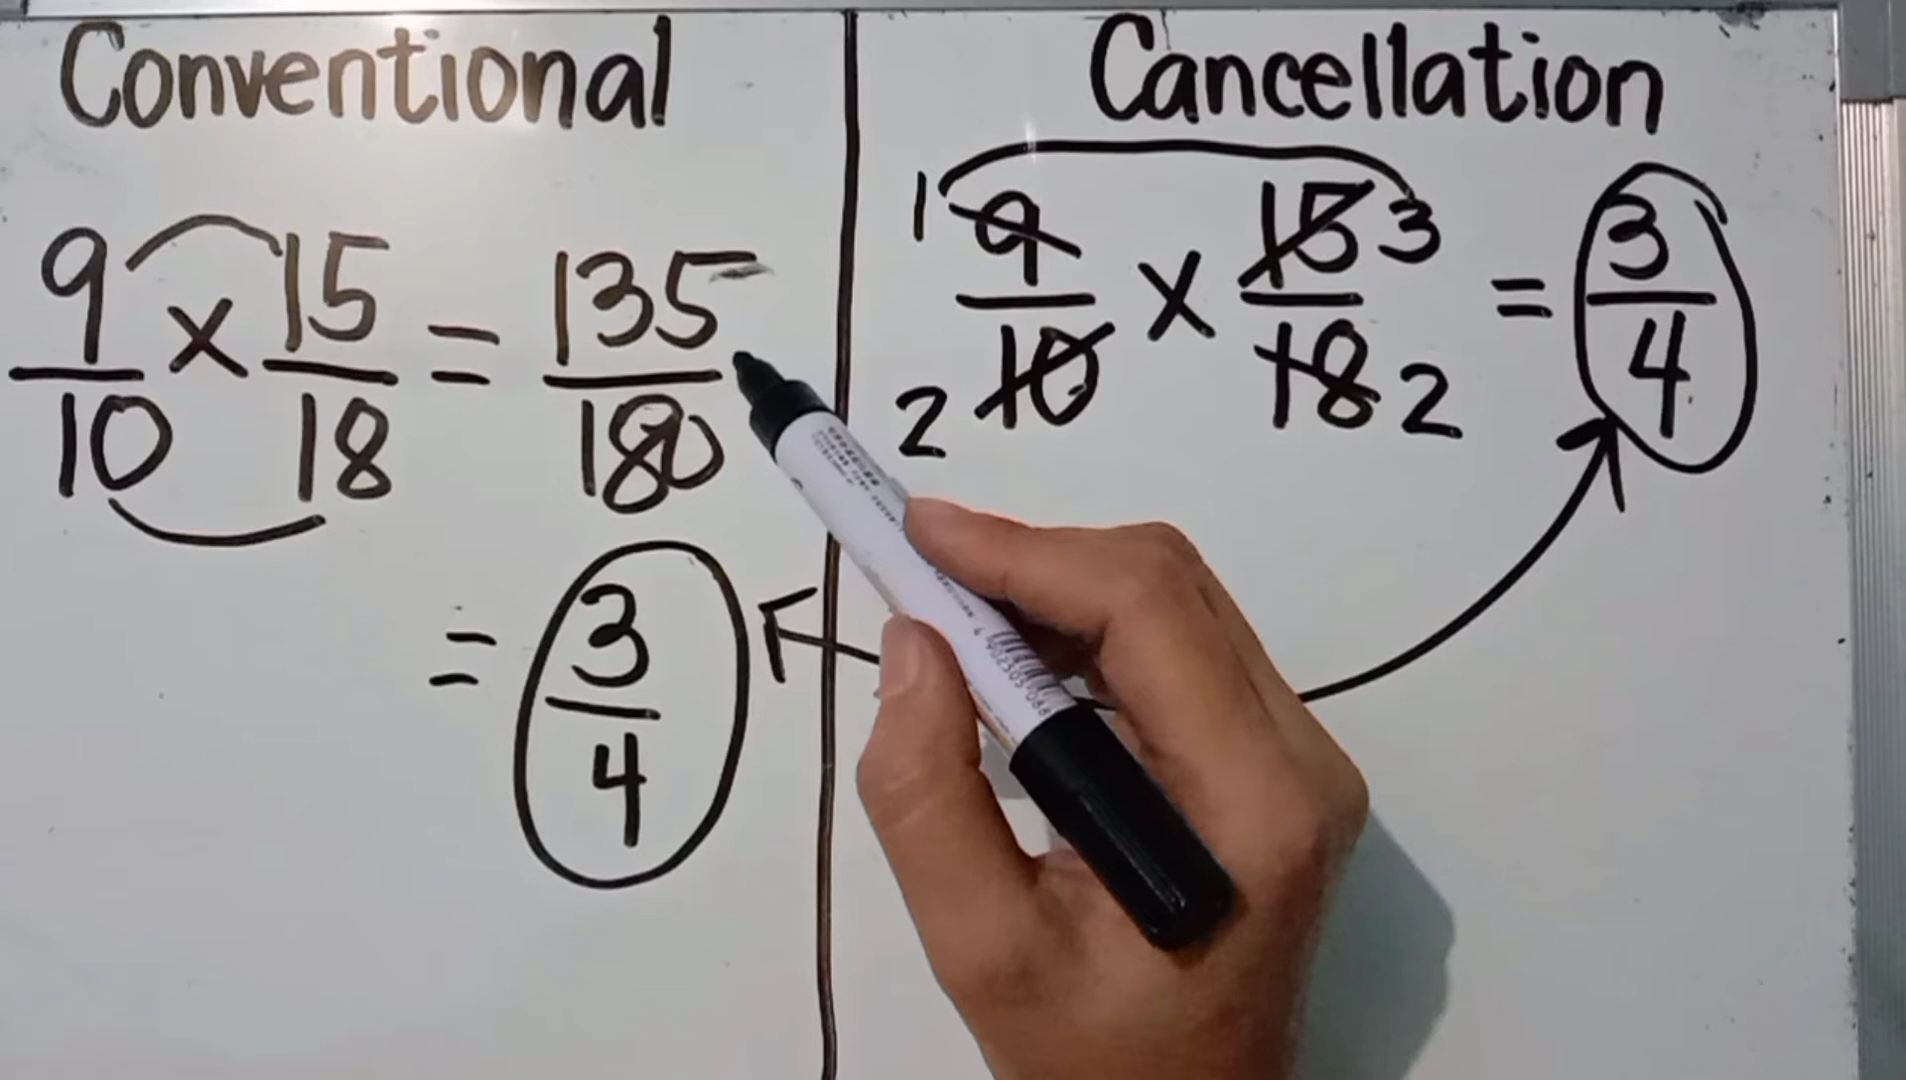 Conventional
9/10 × 15/18 = 135/180
= 3/4
Cancellation
1 9/2 10 × 15 3/18 2 = 3/4